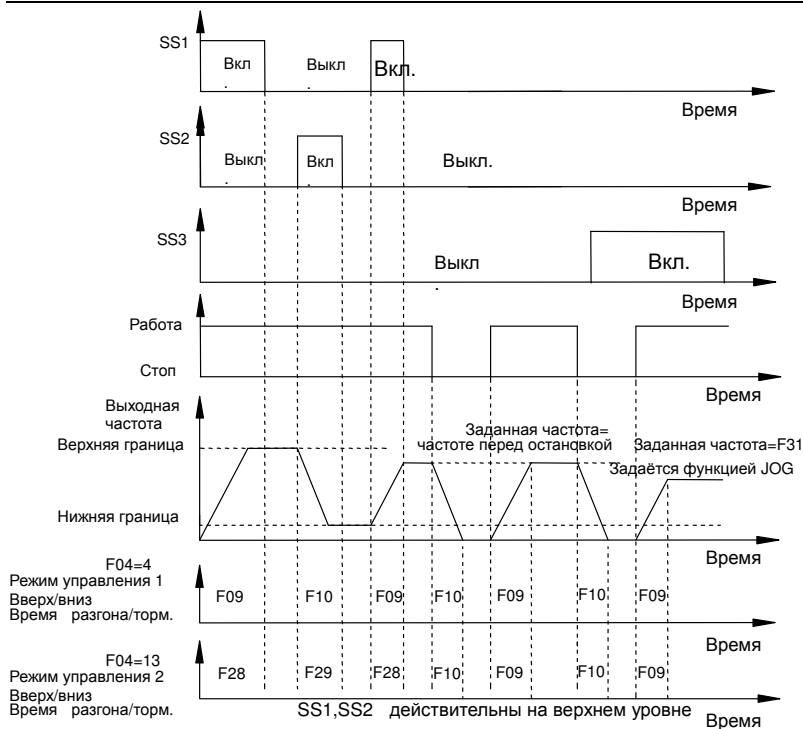 SS1
Вкл
.
Выкл
.
Вкл.
Время
SS2
Выкл
.
Вкл
.
Выкл.
Время
SS3
Выкл
.
Вкл.
Время
Работа
Стоп
Время
Выходная
частота
Верхняя граница
Нижняя граница
Заданная частота=
частоте перед остановкой
Заданная частота=F31
Задаётся функцией JOG
Время
F04=4
Режим управления 1
Вверх/вниз
Время разгона/торм.
F09 F10 F09 F10 F09 F10 F09
Время
F04=13
Режим управления 2
Вверх/вниз
Время разгона/торм.
F28 F29 F28 F10 F09 F10 F09
SS1,SS2 действительны на верхнем уровне
Время